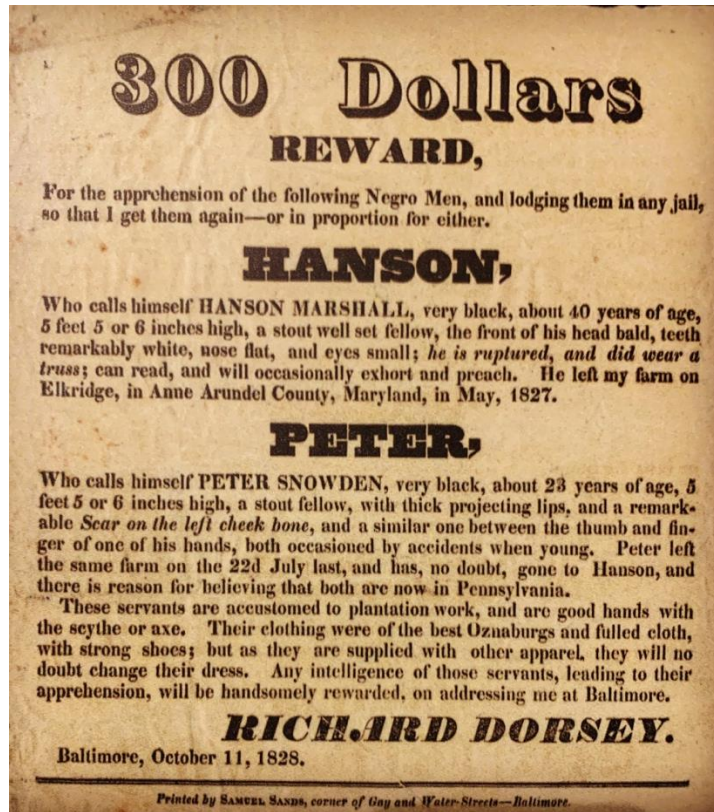 300 Dollars
REWARD,
For the apprehension of the following Negro Men, and lodging them in any jail,
so that I get them again—or in proportion for either.
HANSON,
Who calls himself HANSON MARSHALL, very black, about 40 years of age,
5 feet 5 or 6 inches high, a stout well set fellow, the front of his head bald, teeth
remarkably white, nose flat, and eyes small; he is ruptured, and did wear a
truss; can read, and will occasionally exhort and preach. He left my farm on
Elkridge, in Anne Arundel County, Maryland, in May, 1827.
PETER,
Who calls himself PETER SNOWDEN, very black, about 23 years of age, 5
feet 5 or 6 inches high, a stout fellow, with thick projecting lips, and a remark-
able Scar on the left cheek bone, and a similar one between the thumb and fin-
ger of one of his hands, both occasioned by accidents when young. Peter left
the same farm on the 22d July last, and has, no doubt, gone to Hanson, and
there is reason for believing that both are now in Pennsylvania.
These servants are accustomed to plantation work, and are good hands with
the scythe or axe. Their clothing were of the best Oznaburgs and fulled cloth,
with strong shoes; but as they are supplied with other apparel, they will no
doubt change their dress. Any intelligence of those servants, leading to their
apprehension, will be handsomely rewarded, on addressing me at Baltimore.
RICHARD DORSEY.
Baltimore, October 11, 1828.
Printed by SAMUEL SANDS, corner of Gay and Water-Streets—Baltimore.